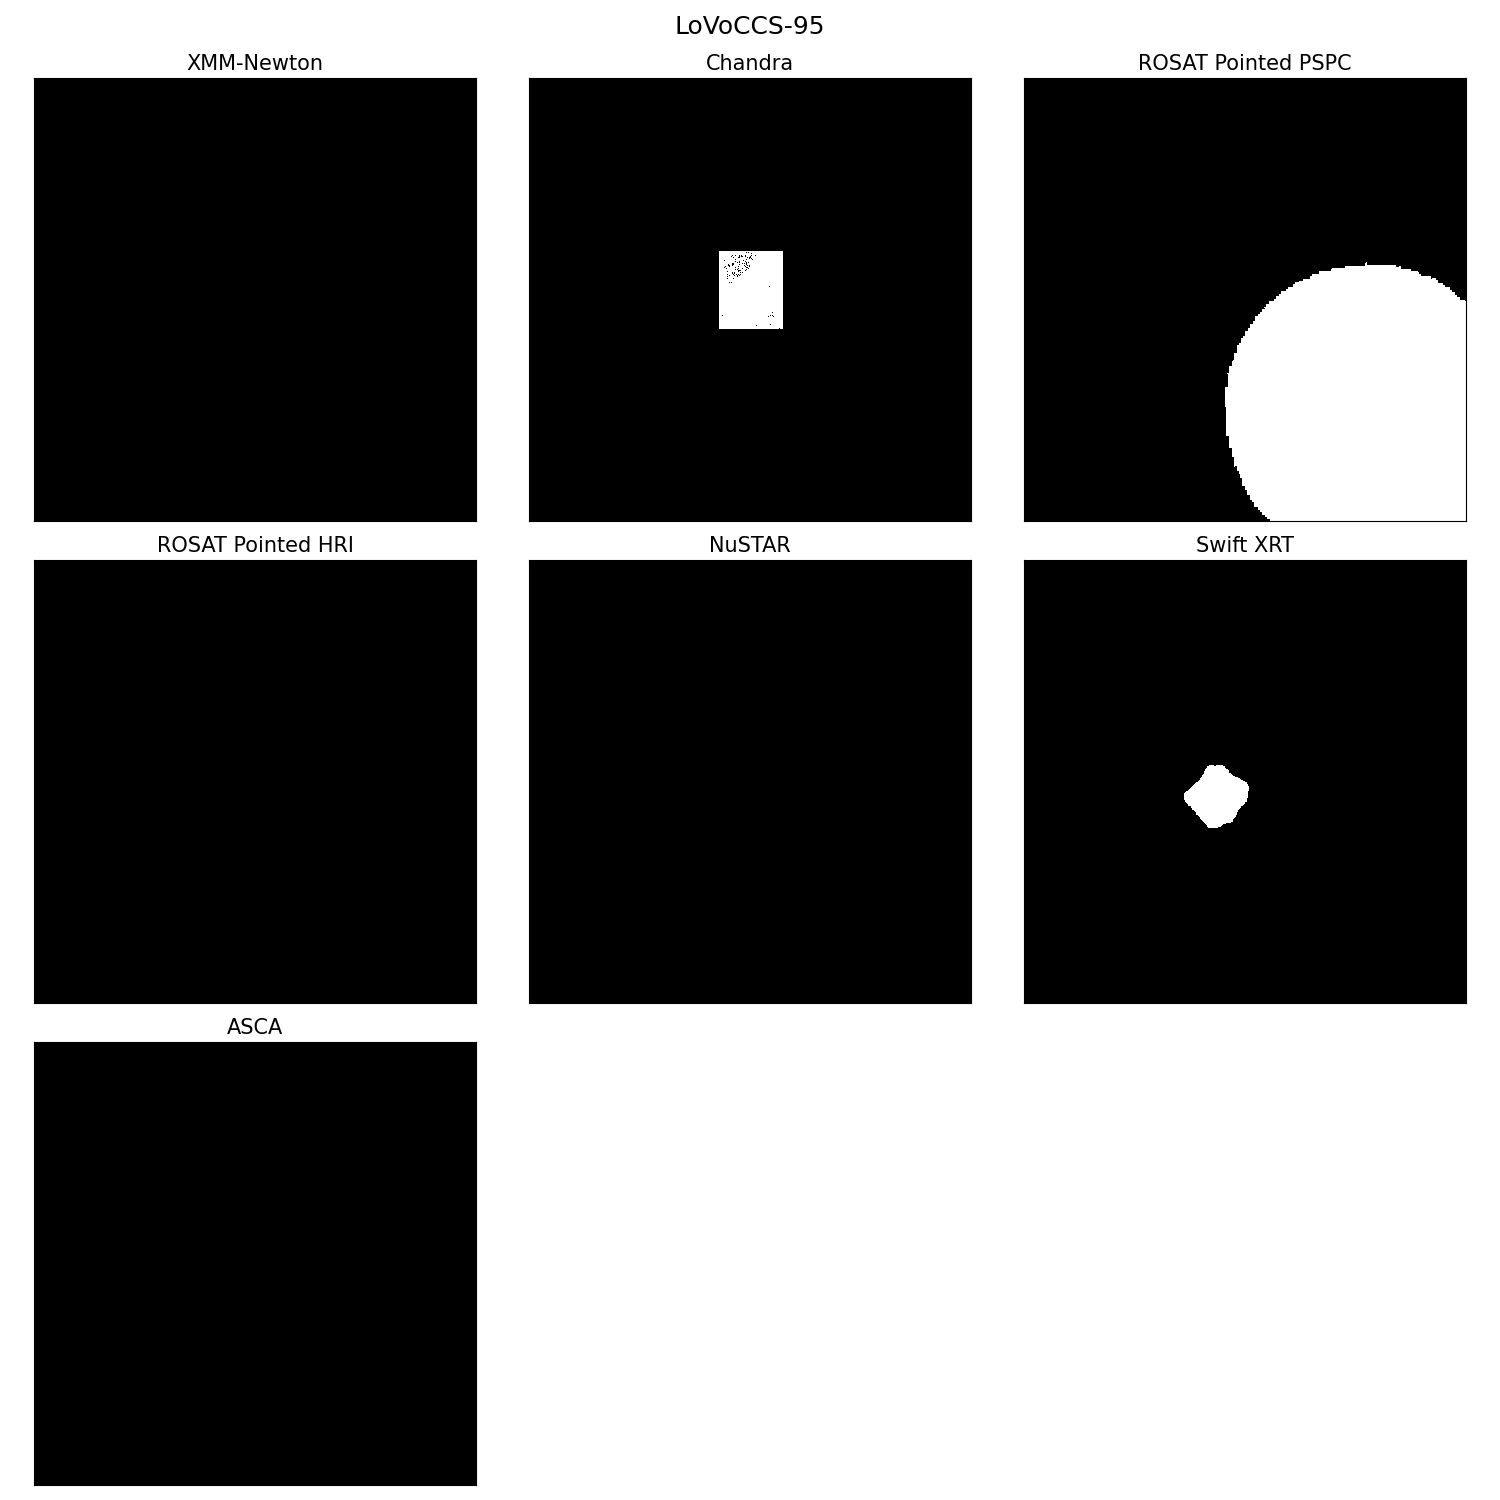 LoVoCCS-95
XMM-Newton
Chandra
ROSAT Pointed PSPC
ROSAT Pointed HRI
NuSTAR
Swift XRT
ASCA